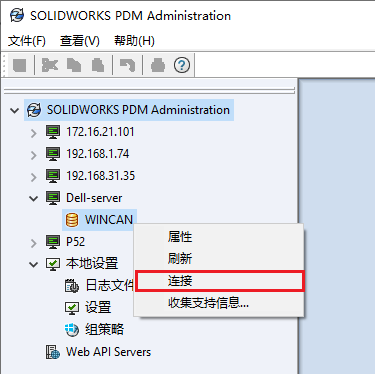 SOLIDWORKS PDM Administration
文件(F) 查看(V) 帮助(H)
SOLIDWORKS PDM Administration
172.16.21.101
192.168.1.74
192.168.31.35
Dell-server
WINCAN
P52
本地设置
日志文件
设置
组策略
Web API Servers
属性
刷新
连接
收集支持信息...